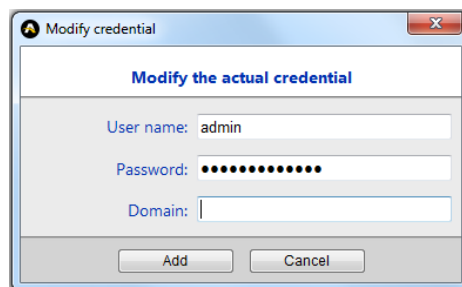 Modify credential
Modify the actual credential
User name: admin
Password: •••••••••••••
Domain:
Add Cancel